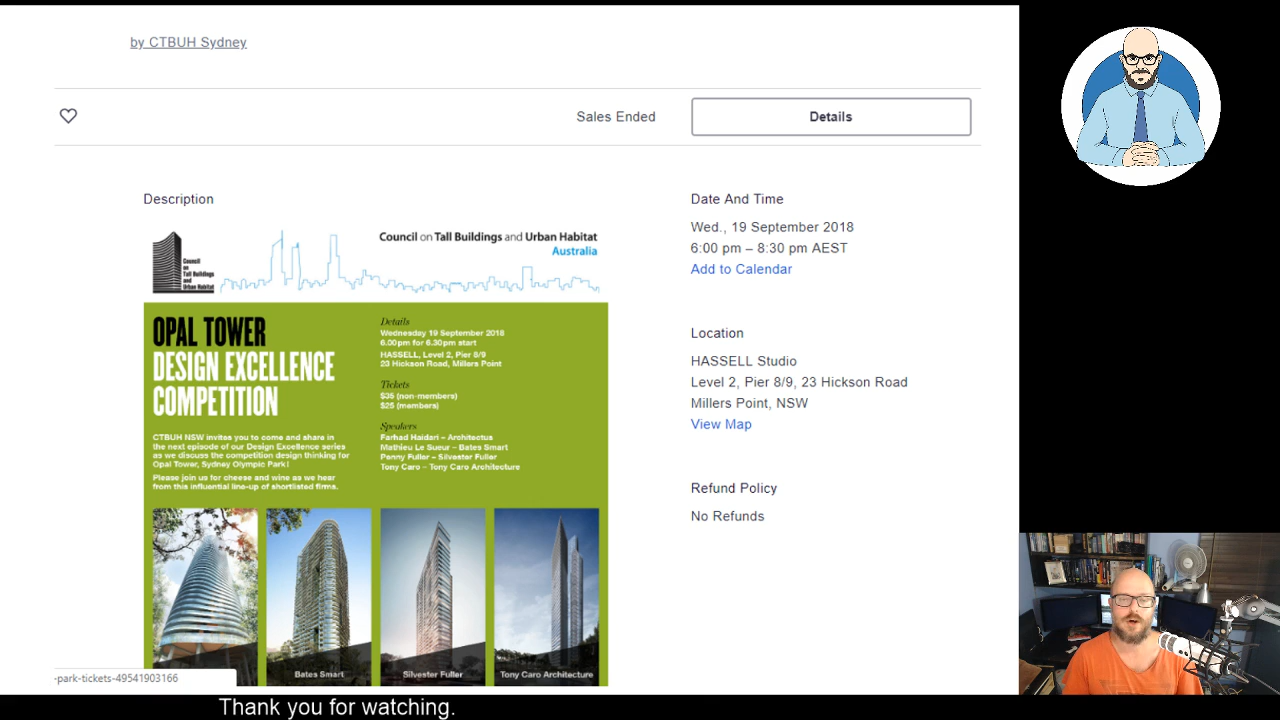 by CTBUH Sydney
Sales Ended
Details
Description
Council on Tall Buildings and Urban Habitat
Australia
Council
on
Tall Buildings
and
Urban Habitat
OPAL TOWER
DESIGN EXCELLENCE
COMPETITION
CTBUH NSW invites you to come and share in
the next episode of our Design Excellence series
as we discuss the competition design thinking for
Opal Tower, Sydney Olympic Park!
Please join us for cheese and wine as we hear
from this influential line-up of shortlisted firms.
Details
Wednesday 19 September 2018
6.00pm for 6.30pm start
HASSELL, Level 2, Pier 8/9
23 Hickson Road, Millers Point
Tickets
$35 (non-members)
$25 (members)
Speakers
Farhad Haidari – Architectus
Mathieu Le Sueur – Bates Smart
Penny Fuller – Silvester Fuller
Tony Caro – Tony Caro Architecture
Bates Smart
Silvester Fuller
Tony Caro Architecture
Date And Time
Wed., 19 September 2018
6:00 pm – 8:30 pm AEST
Add to Calendar
Location
HASSELL Studio
Level 2, Pier 8/9, 23 Hickson Road
Millers Point, NSW
View Map
Refund Policy
No Refunds
-park-tickets-49541903166
Thank you for watching.